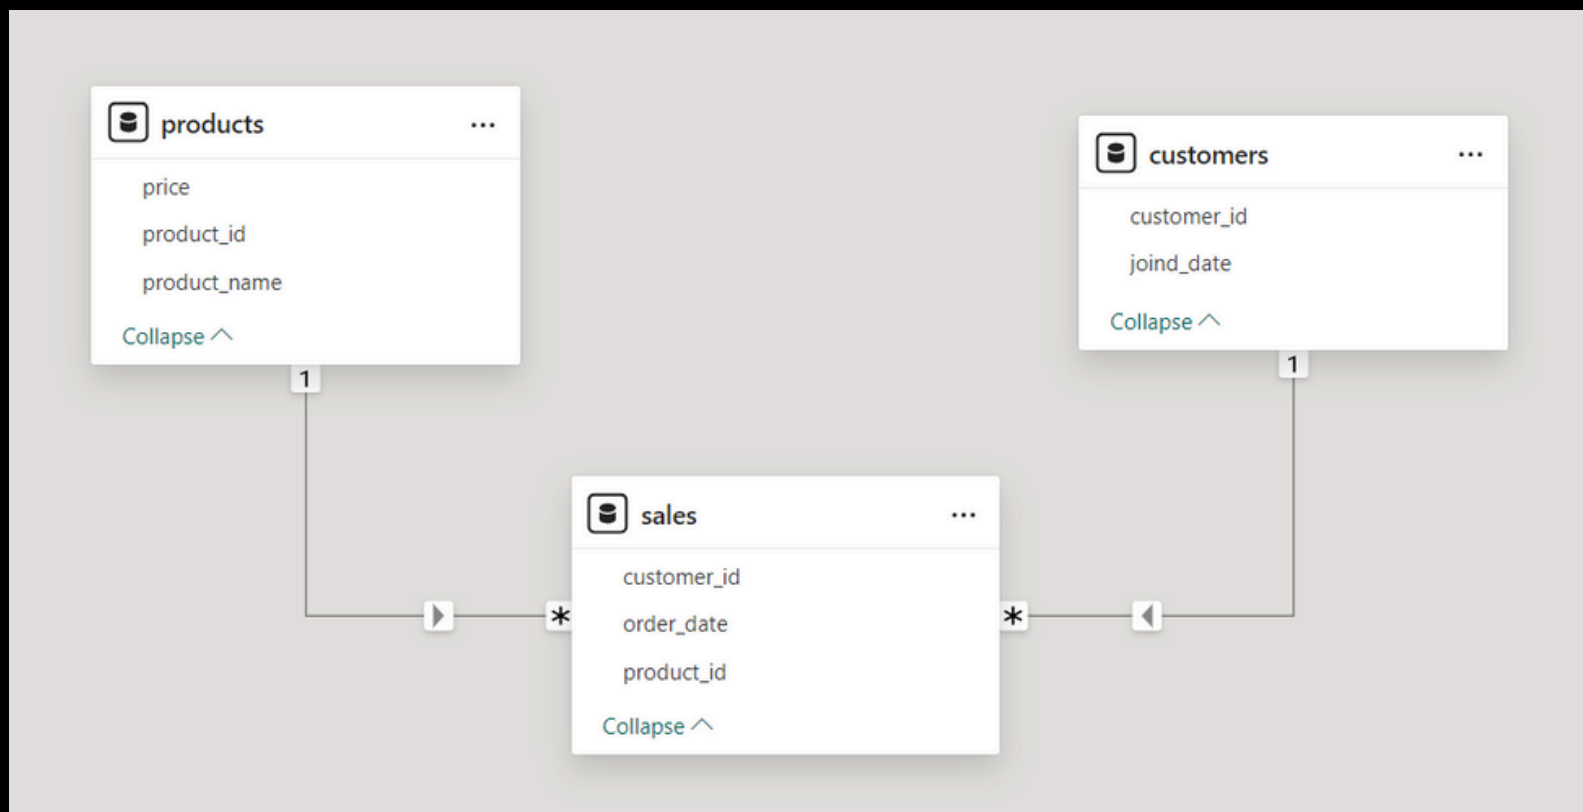 products
...
price
product_id
product_name
Collapse
1
customers
...
customer_id
joind_date
Collapse
1
sales
...
customer_id
order_date
product_id
Collapse
*
*